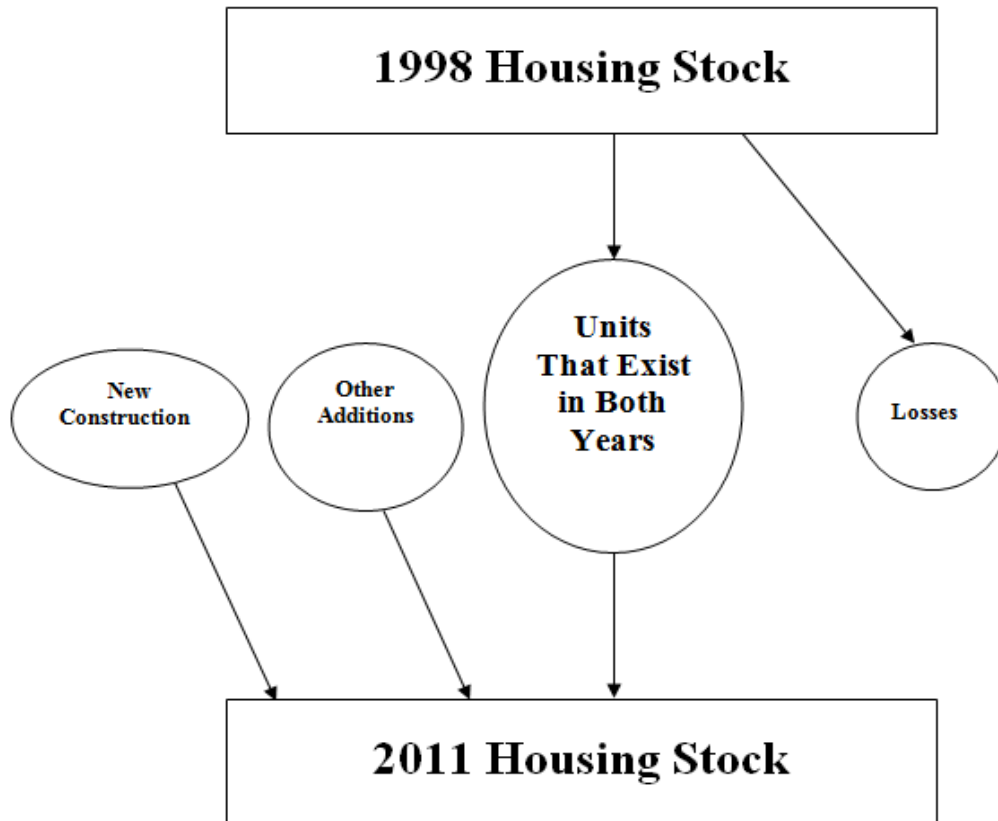 1998 Housing Stock
New
Construction
Other
Additions
Units
That Exist
in Both
Years
Losses
2011 Housing Stock